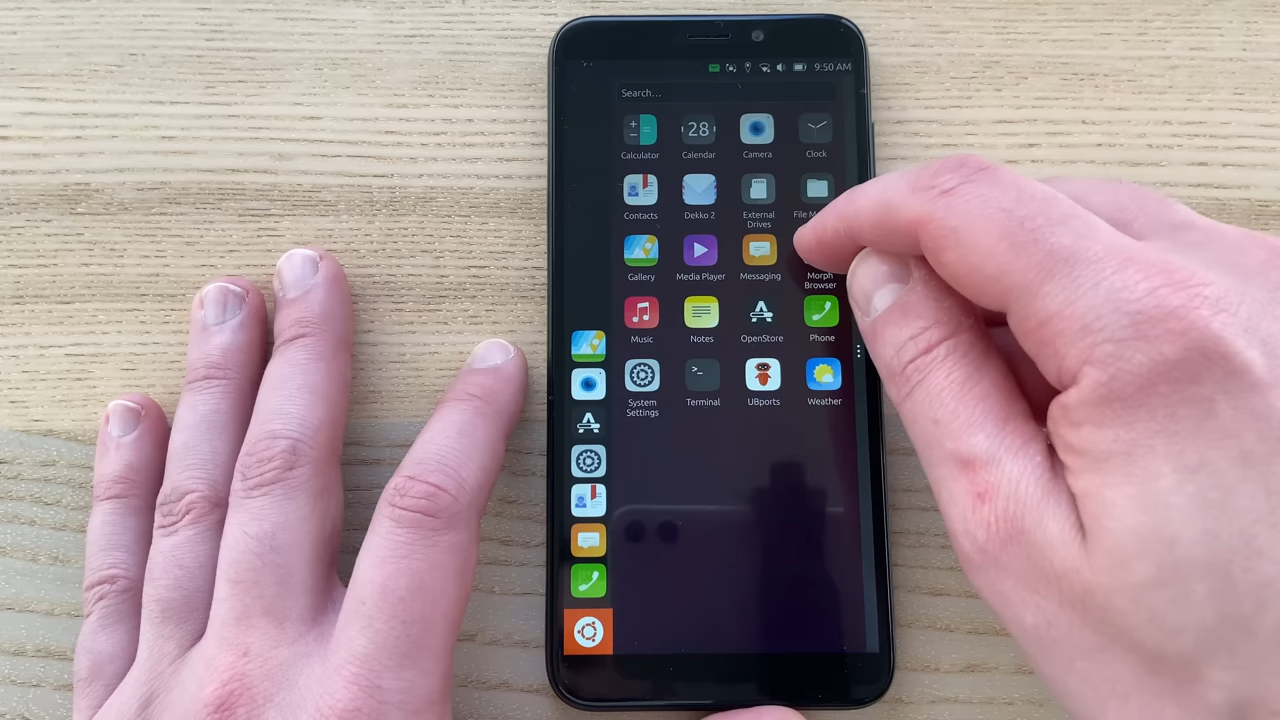 9:50 AM
Search...
28
Calculator
Calendar
Camera
Clock
Contacts
Dekko 2
External
Drives
File
Gallery
Media Player
Messaging
Morph
Browser
Music
Notes
OpenStore
Phone
System
Settings
Terminal
UBports
Weather